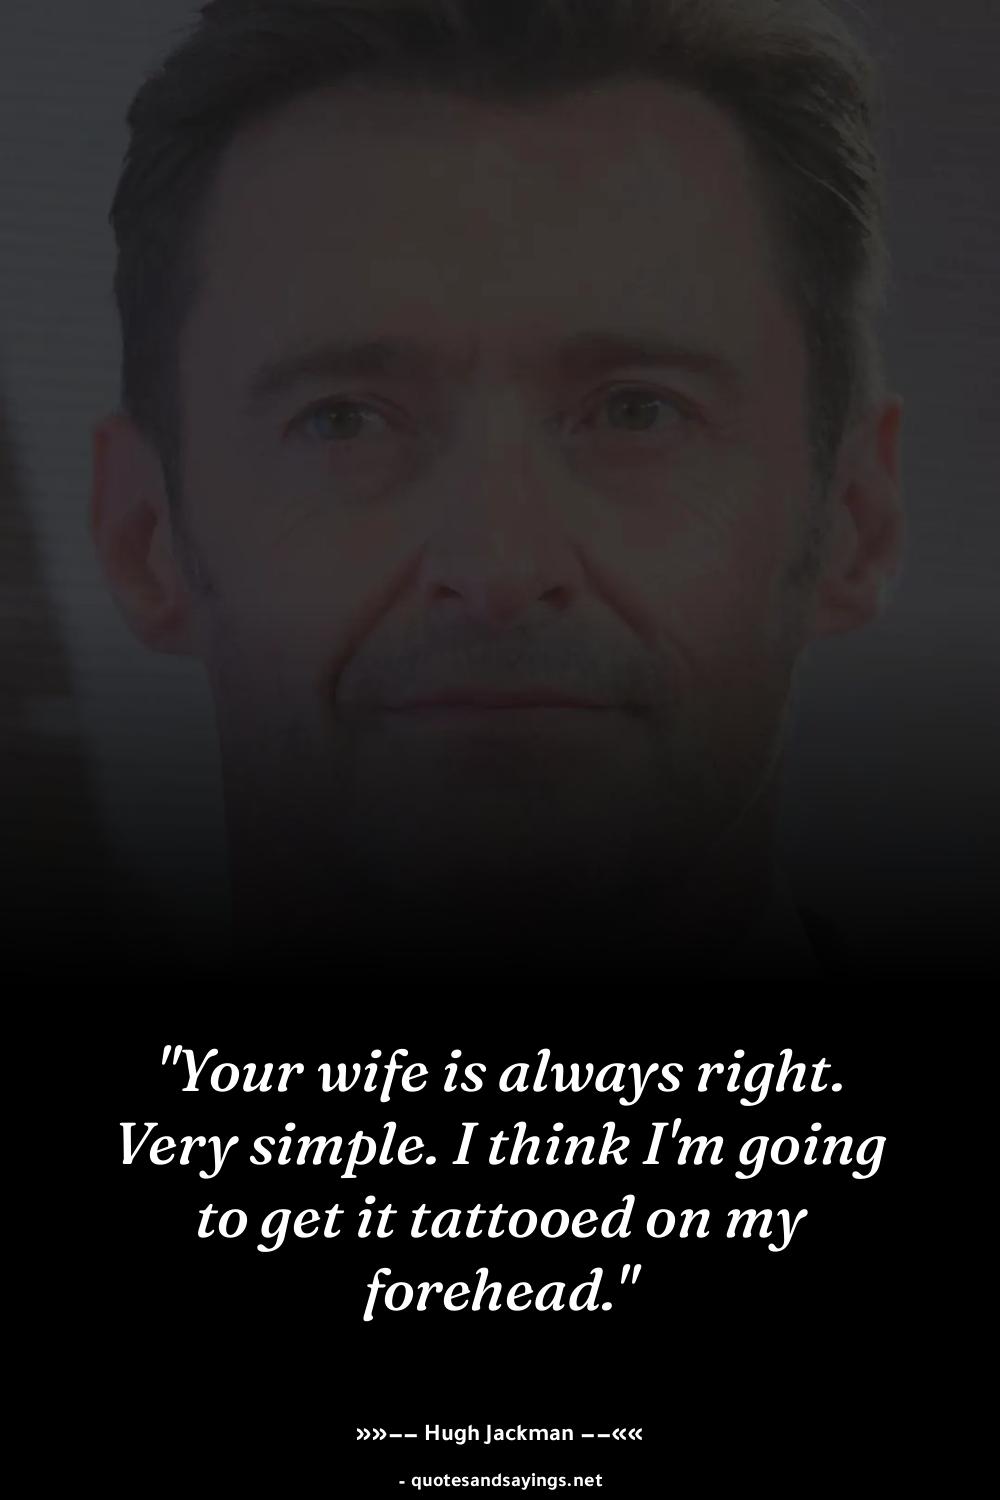 "Your wife is always right.
Very simple. I think I'm going
to get it tattooed on my
forehead."
»»–– Hugh Jackman ––««
- quotesandsayings.net